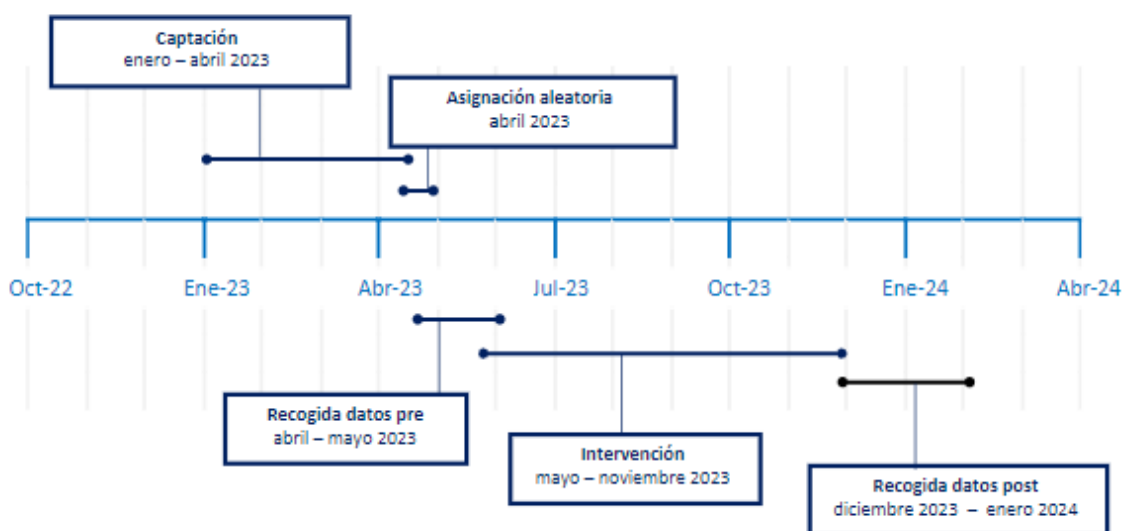 Captación
enero – abril 2023
Asignación aleatoria
abril 2023
Oct-22
Ene-23
Abr-23
Jul-23
Oct-23
Ene-24
Abr-24
Recogida datos pre
abril – mayo 2023
Intervención
mayo – noviembre 2023
Recogida datos post
diciembre 2023 – enero 2024